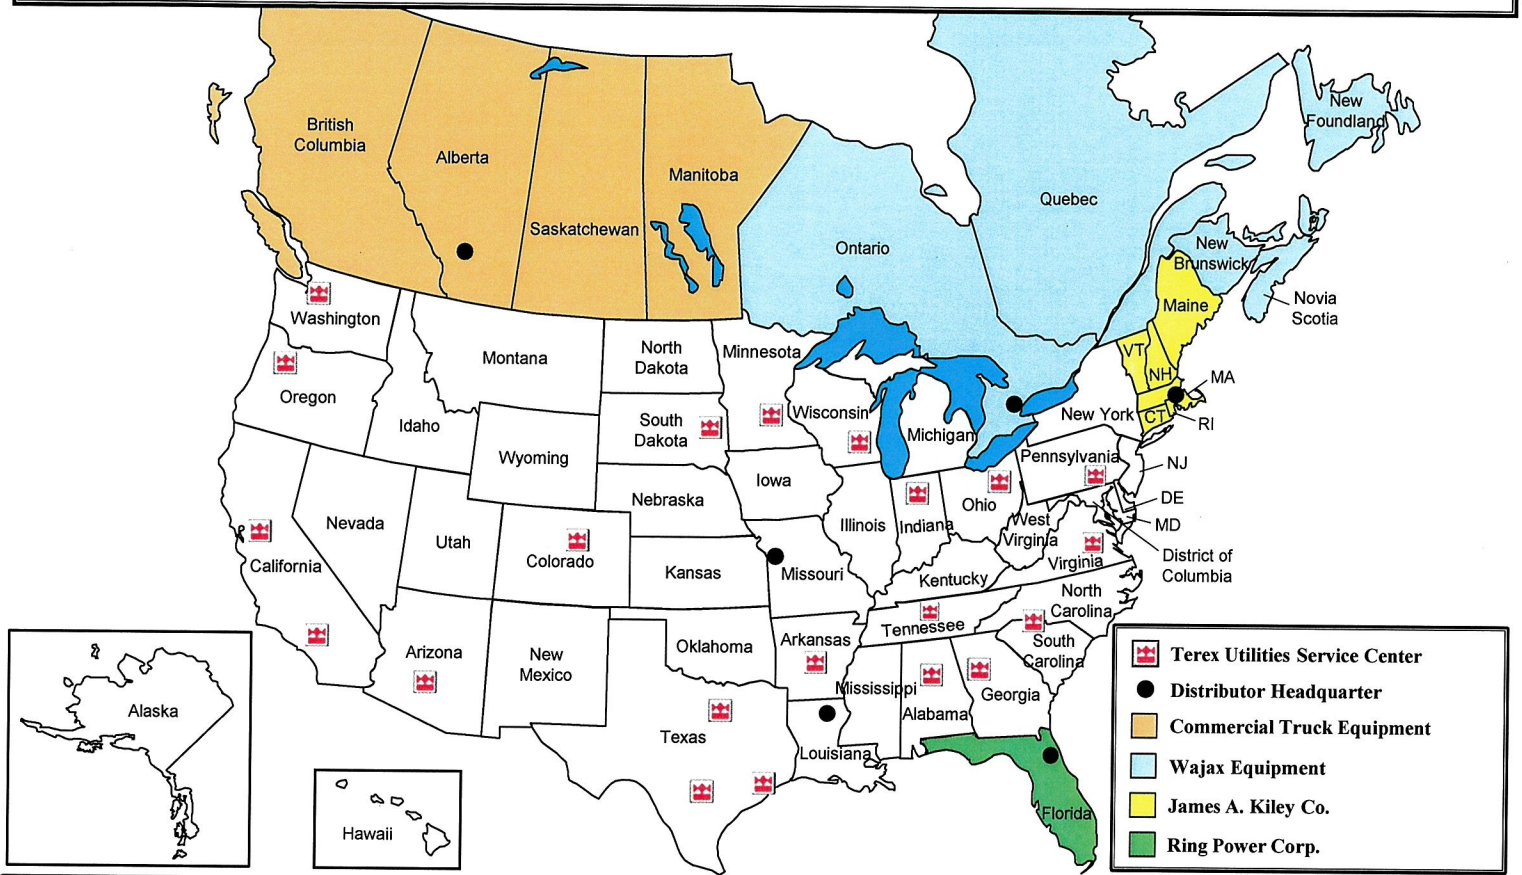 New
Foundland
British
Columbia
Alberta
Manitoba
Saskatchewan
Quebec
Ontario
New
Brunswick
Novia
Scotia
Maine
Washington
Montana
North
Dakota
Minnesota
VT
NH
MA
Oregon
Idaho
South
Dakota
Wisconsin
Michigan
New York
CT
RI
Wyoming
Pennsylvania
NJ
Iowa
Nebraska
DE
MD
Nevada
Utah
Colorado
Illinois
Indiana
Ohio
West
Virginia
Virginia
District of
Columbia
California
Kansas
Missouri
Kentucky
North
Carolina
Tennessee
Arizona
New
Mexico
Oklahoma
Arkansas
South
Carolina
Mississippi
Alabama
Georgia
Texas
Louisiana
Florida
Alaska
Hawaii
Terex Utilities Service Center
Distributor Headquarter
Commercial Truck Equipment
Wajax Equipment
James A. Kiley Co.
Ring Power Corp.